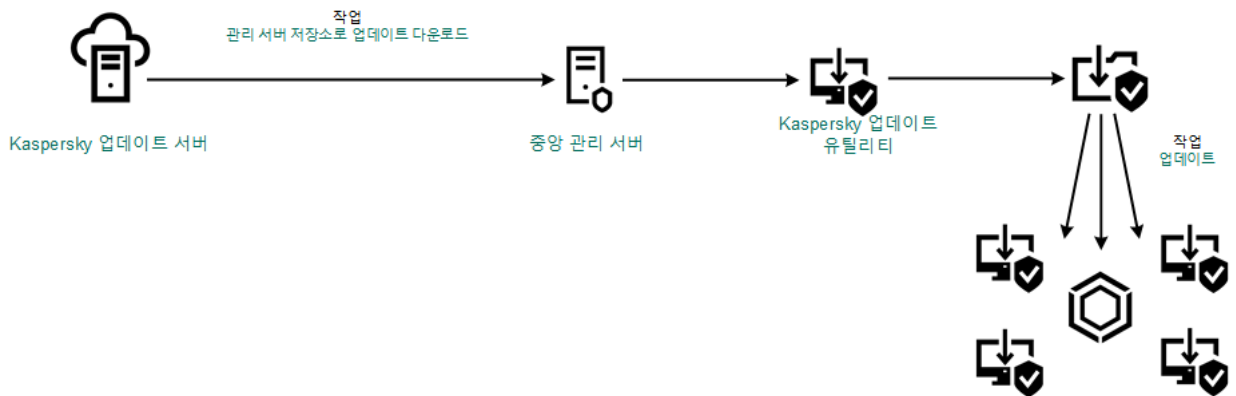 작업
관리 서버 저장소로 업데이트 다운로드
Kaspersky 업데이트 서버
중앙 관리 서버
Kaspersky 업데이트
유틸리티
작업
업데이트